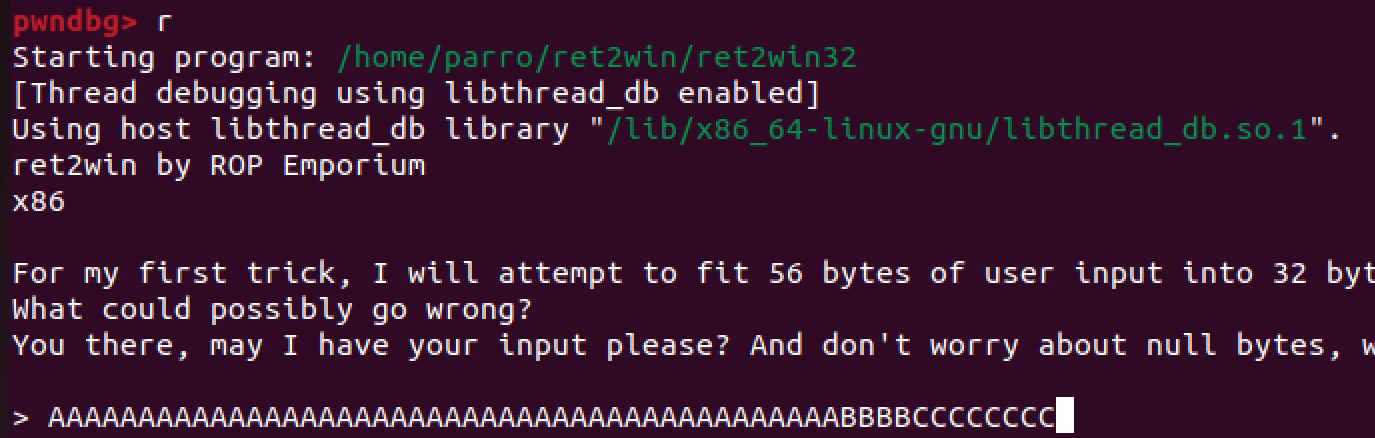 pwndbg> r
Starting program: /home/parro/ret2win/ret2win32
[Thread debugging using libthread_db enabled]
Using host libthread_db library "/lib/x86_64-linux-gnu/libthread_db.so.1".
ret2win by ROP Emporium
x86
For my first trick, I will attempt to fit 56 bytes of user input into 32 byt
What could possibly go wrong?
You there, may I have your input please? And don't worry about null bytes, w
> AAAAAAAAAAAAAAAAAAAAAAAAAAAAAAAAAAAAAAAAAAAABBBBCCCCCCCC